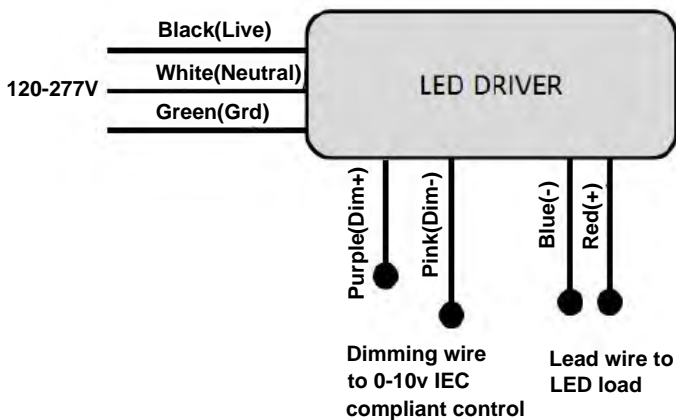 Black(Live)
120-277V
White(Neutral)
Green(Grd)
LED DRIVER
Purple(Dim+)
Pink(Dim-)
Blue(-)
Red(+)
Dimming wire
to 0-10v IEC
compliant control
Lead wire to
LED load